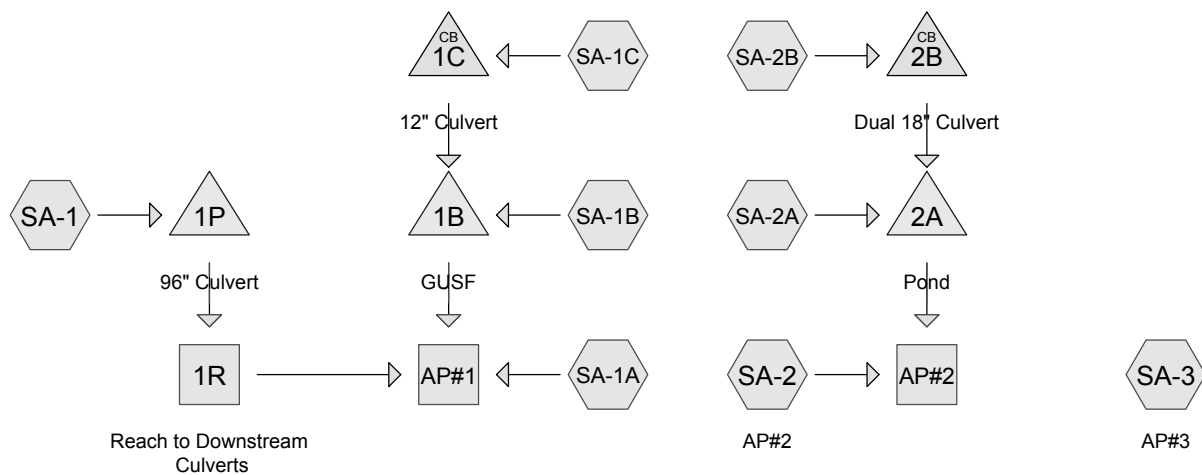 CB
1C
SA-1C
SA-2B
CB
2B
12" Culvert
Dual 18" Culvert
SA-1
1P
1B
SA-1B
SA-2A
2A
96" Culvert
GUSF
Pond
1R
AP#1
SA-1A
SA-2
AP#2
SA-3
Reach to Downstream
Culverts
AP#2
AP#3